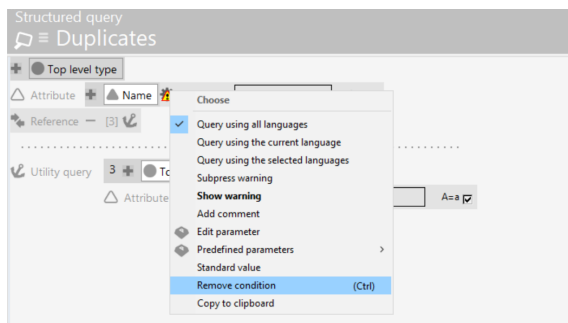 Structured query
Duplicates
Top level type
Attribute Name
Reference [3]
Utility query 3
Attribute A=a
Choose
Query using all languages
Query using the current language
Query using the selected languages
Suppress warning
Show warning
Add comment
Edit parameter
Predefined parameters
Standard value
Remove condition (Ctrl)
Copy to clipboard